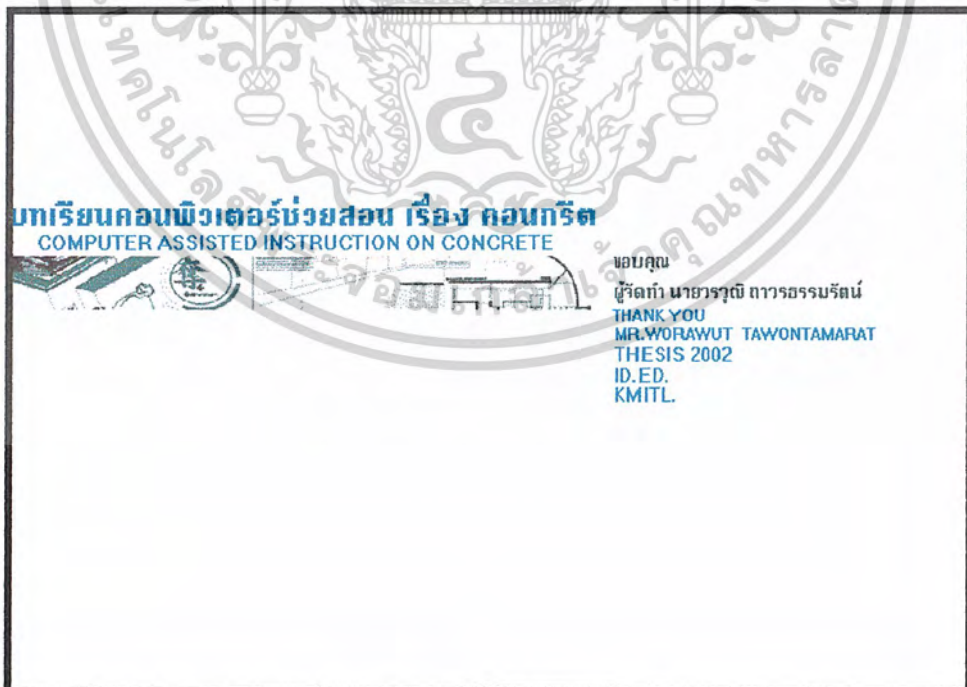 บทเรียนคอมพิวเตอร์ช่วยสอน เรื่อง คอนกรีต
COMPUTER ASSISTED INSTRUCTION ON CONCRETE
ขอบคุณ
ผู้จัดทำ นายวรวุฒิ ถาวรธรรมรัตน์
THANK YOU
MR.WORAWUT TAWONTAMARAT
THESIS 2002
ID.ED.
KMITL.